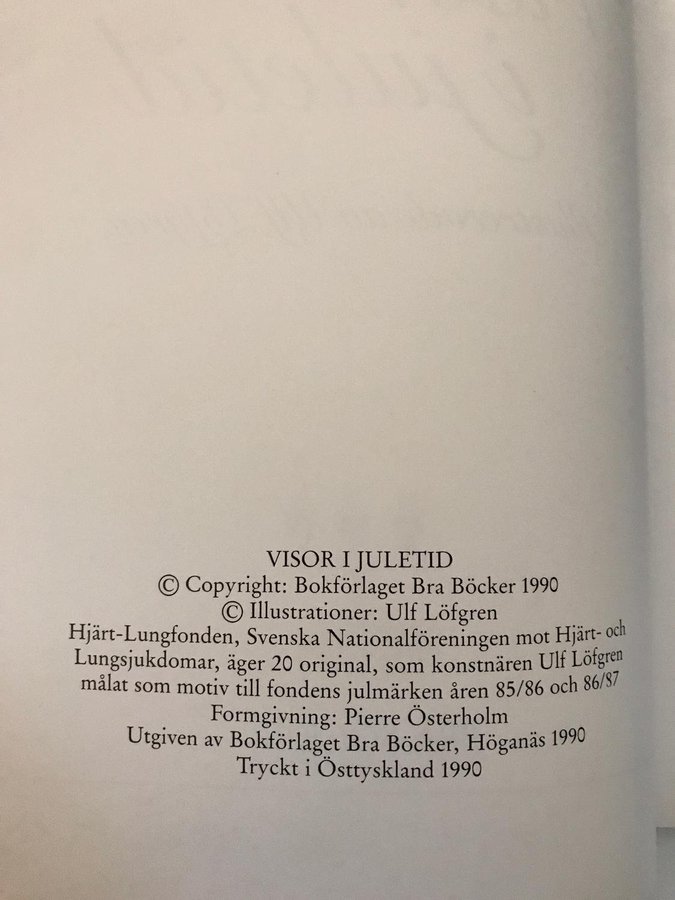 VISOR I JULETID
© Copyright: Bokförlaget Bra Böcker 1990
© Illustrationer: Ulf Löfgren
Hjärt-Lungfonden, Svenska Nationalföreningen mot Hjärt- och
Lungsjukdomar, äger 20 original, som konstnären Ulf Löfgren
målat som motiv till fondens julmärken åren 85/86 och 86/87
Formgivning: Pierre Österholm
Utgiven av Bokförlaget Bra Böcker, Höganäs 1990
Tryckt i Östtyskland 1990